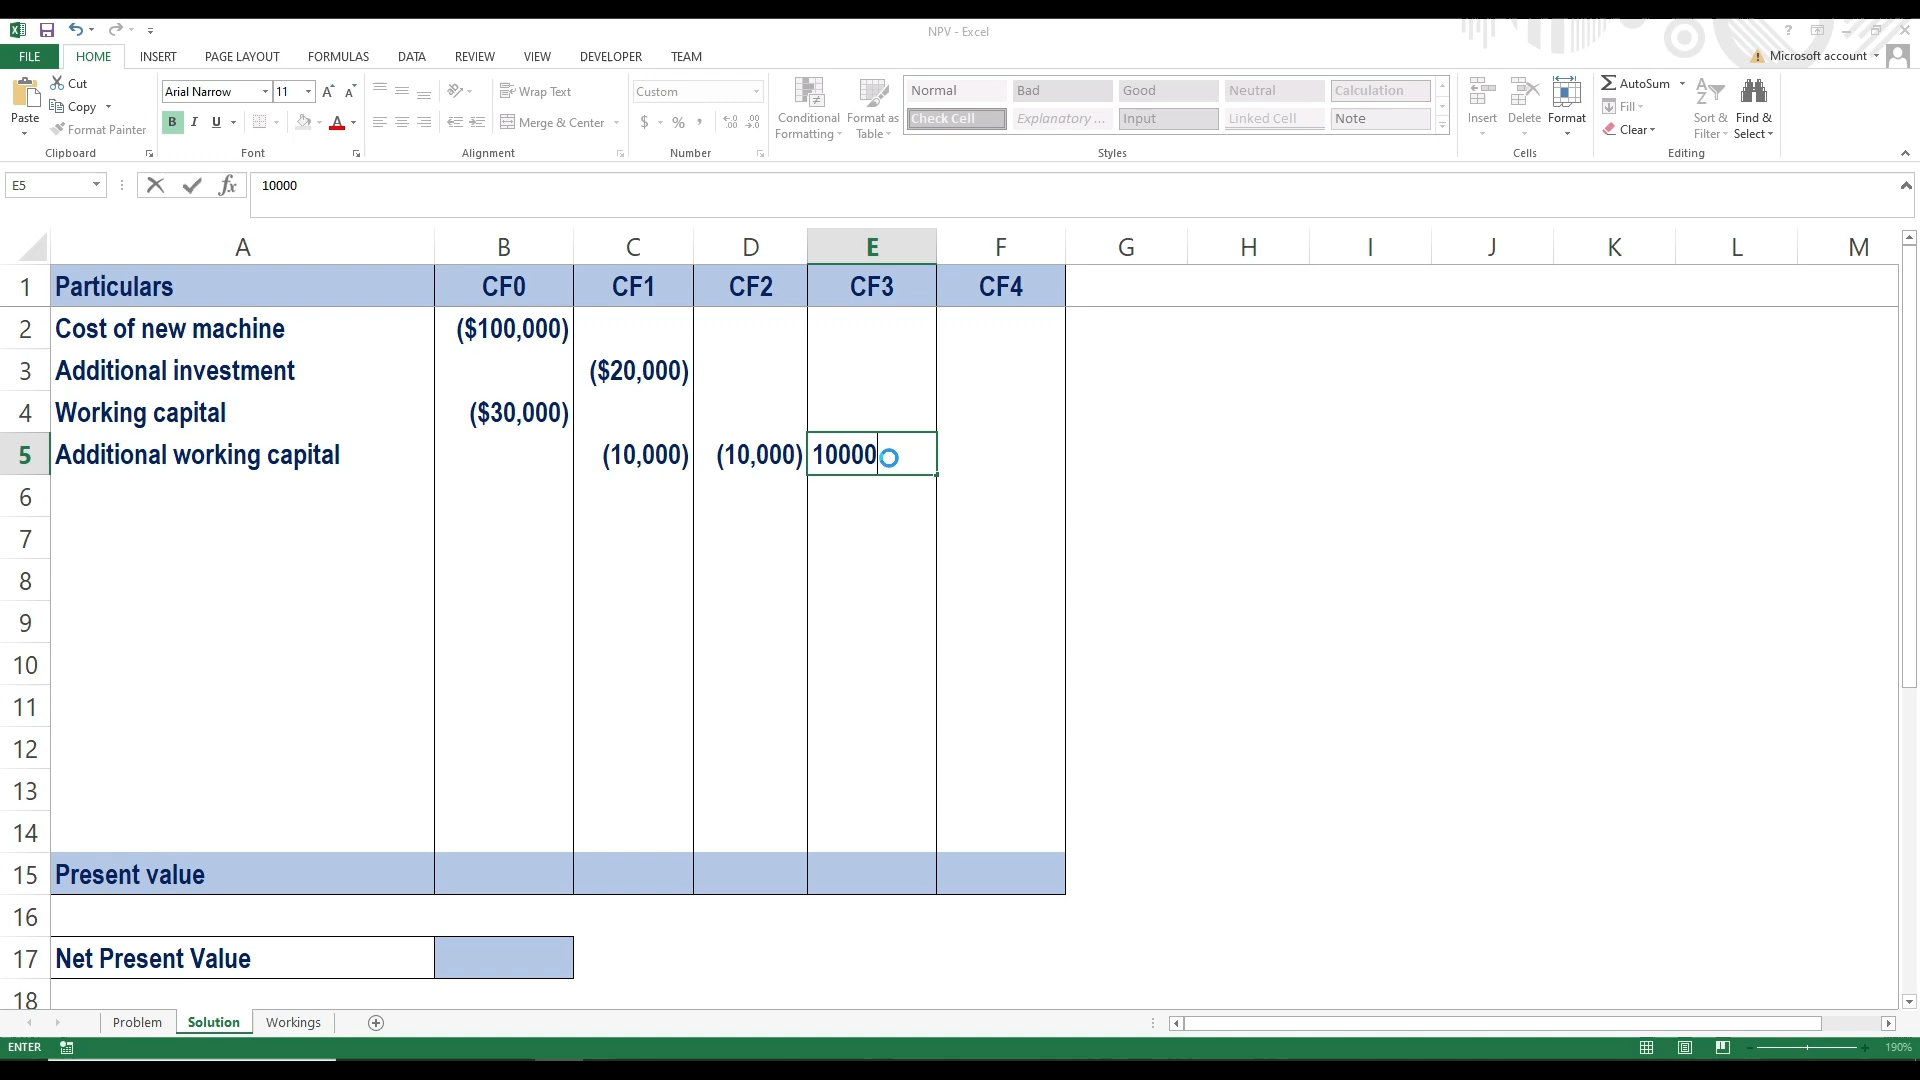 NPV - Excel
?
FILE HOME INSERT PAGE LAYOUT FORMULAS DATA REVIEW VIEW DEVELOPER TEAM
Microsoft account
Paste
Cut
Copy
Format Painter
Clipboard
Arial Narrow 11
B I U
Font
Wrap Text
Merge & Center
Alignment
Custom
$ % ,
Number
Conditional Formatting
Format as Table
Normal Bad Good Neutral Calculation
Check Cell Explanatory ... Input Linked Cell Note
Styles
Insert Delete Format
Cells
AutoSum
Fill
Clear
Sort & Filter
Find & Select
Editing
E5 fx 10000
A B C D E F G H I J K L M
1 Particulars CF0 CF1 CF2 CF3 CF4
2 Cost of new machine ($100,000)
3 Additional investment ($20,000)
4 Working capital ($30,000)
5 Additional working capital (10,000) (10,000) 10000
6
7
8
9
10
11
12
13
14
15 Present value
16
17 Net Present Value
18
Problem Solution Workings
ENTER 190%